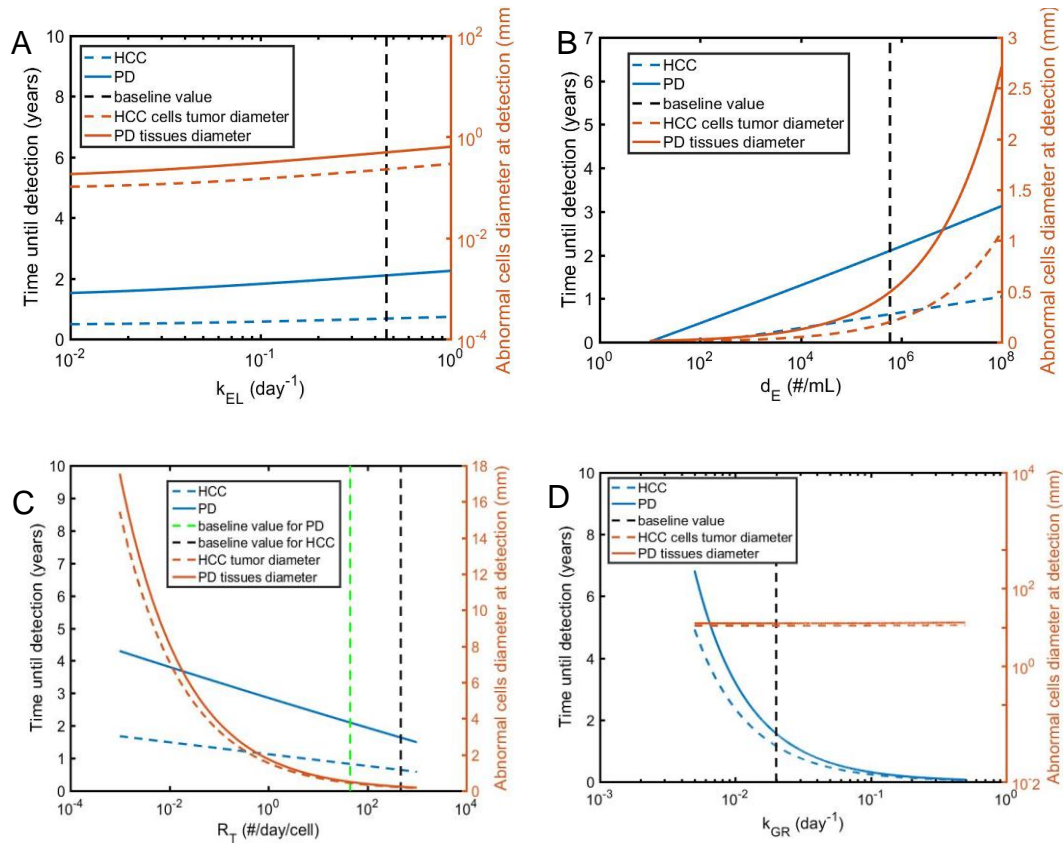 A
Time until detection (years)
10
8
6
4
2
0
HCC
PD
baseline value
HCC cells tumor diameter
PD tissues diameter
10^2
10^0
10^-2
10^-4
Abnormal cells diameter at detection (mm)
10^-2
10^-1
10^0
k_EL (day^-1)
B
Time until detection (years)
7
6
5
4
3
2
1
0
HCC
PD
baseline value
HCC cells tumor diameter
PD tissues diameter
3
2.5
2
1.5
1
0.5
0
Abnormal cells diameter at detection (mm)
10^0
10^2
10^4
10^6
10^8
d_E (#/mL)
C
Time until detection (years)
10
9
8
7
6
5
4
3
2
1
0
HCC
PD
baseline value for PD
baseline value for HCC
HCC tumor diameter
PD tissues diameter
18
16
14
12
10
8
6
4
2
0
Abnormal cells diameter at detection (mm)
10^-4
10^-2
10^0
10^2
10^4
R_T (#/day/cell)
D
Time until detection (years)
10
8
6
4
2
0
HCC
PD
baseline value
HCC cells tumor diameter
PD tissues diameter
10^4
10^2
10^0
10^-2
Abnormal cells diameter at detection (mm)
10^-3
10^-2
10^-1
10^0
k_GR (day^-1)